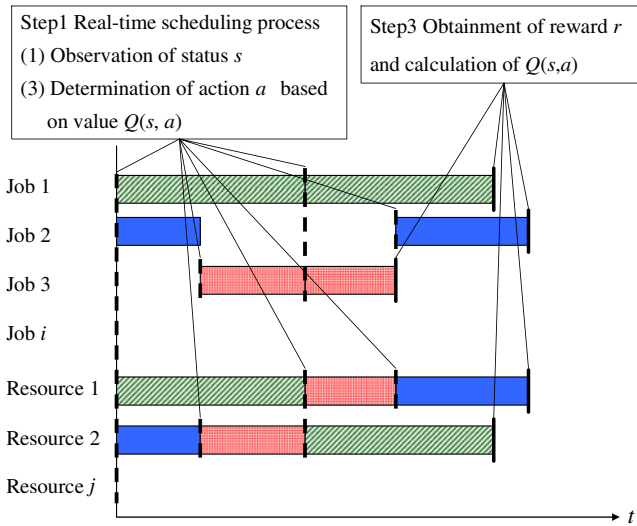 Step1 Real-time scheduling process
(1) Observation of status s
(3) Determination of action a based
on value Q(s, a)
Step3 Obtainment of reward r
and calculation of Q(s,a)
Job 1
Job 2
Job 3
Job i
Resource 1
Resource 2
Resource j
t